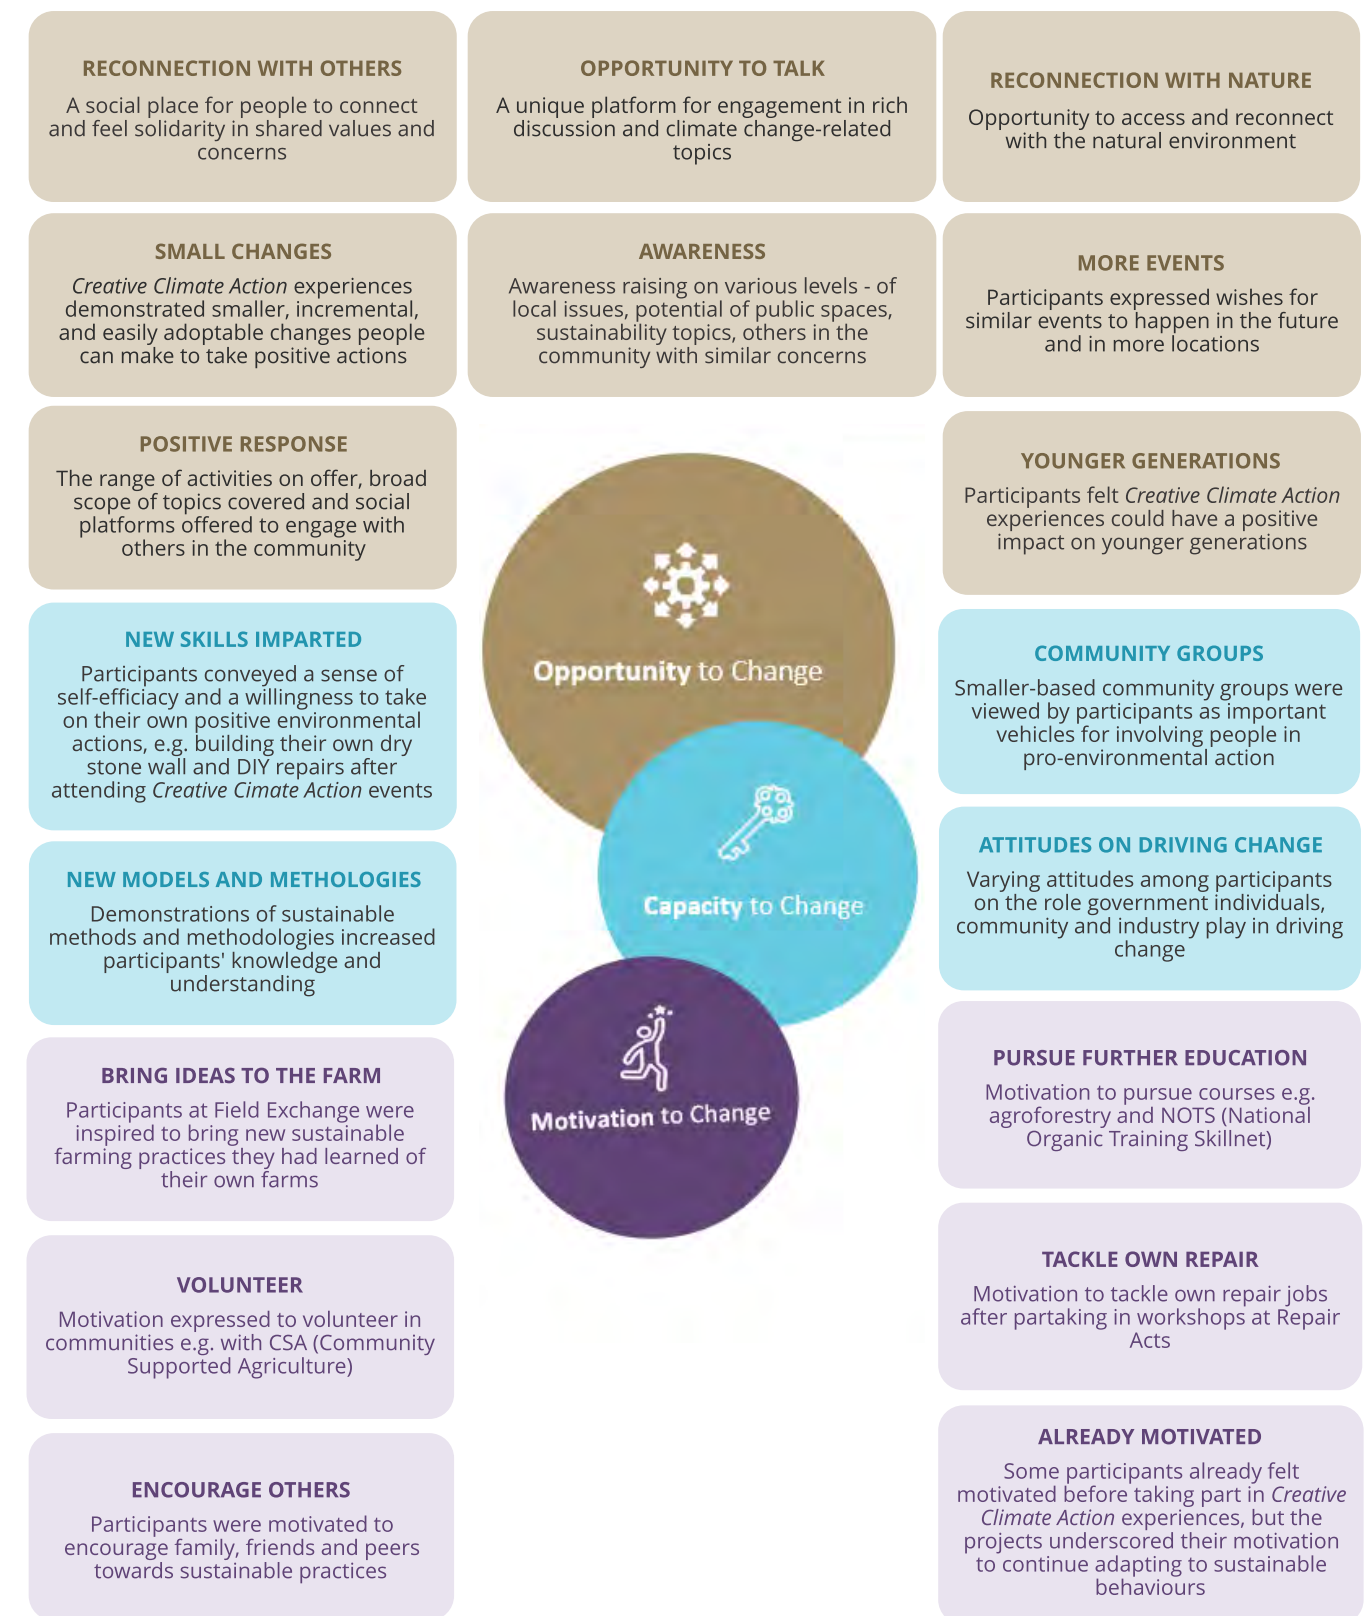 RECONNECTION WITH OTHERS
A social place for people to connect
and feel solidarity in shared values and
concerns
OPPORTUNITY TO TALK
A unique platform for engagement in rich
discussion and climate change-related
topics
RECONNECTION WITH NATURE
Opportunity to access and reconnect
with the natural environment
SMALL CHANGES
Creative Climate Action experiences
demonstrated smaller, incremental,
and easily adoptable changes people
can make to take positive actions
AWARENESS
Awareness raising on various levels - of
local issues, potential of public spaces,
sustainability topics, others in the
community with similar concerns
MORE EVENTS
Participants expressed wishes for
similar events to happen in the future
and in more locations
POSITIVE RESPONSE
The range of activities on offer, broad
scope of topics covered and social
platforms offered to engage with
others in the community
YOUNGER GENERATIONS
Participants felt Creative Climate Action
experiences could have a positive
impact on younger generations
Opportunity to Change
NEW SKILLS IMPARTED
Participants conveyed a sense of
self-efficiacy and a willingness to take
on their own positive environmental
actions, e.g. building their own dry
stone wall and DIY repairs after
attending Creative Cimate Action events
COMMUNITY GROUPS
Smaller-based community groups were
viewed by participants as important
vehicles for involving people in
pro-environmental action
Capacity to Change
NEW MODELS AND METHOLOGIES
Demonstrations of sustainable
methods and methodologies increased
participants' knowledge and
understanding
ATTITUDES ON DRIVING CHANGE
Varying attitudes among participants
on the role government individuals,
community and industry play in driving
change
Motivation to Change
BRING IDEAS TO THE FARM
Participants at Field Exchange were
inspired to bring new sustainable
farming practices they had learned of
their own farms
PURSUE FURTHER EDUCATION
Motivation to pursue courses e.g.
agroforestry and NOTS (National
Organic Training Skillnet)
VOLUNTEER
Motivation expressed to volunteer in
communities e.g. with CSA (Community
Supported Agriculture)
TACKLE OWN REPAIR
Motivation to tackle own repair jobs
after partaking in workshops at Repair
Acts
ENCOURAGE OTHERS
Participants were motivated to
encourage family, friends and peers
towards sustainable practices
ALREADY MOTIVATED
Some participants already felt
motivated before taking part in Creative
Climate Action experiences, but the
projects underscored their motivation
to continue adapting to sustainable
behaviours